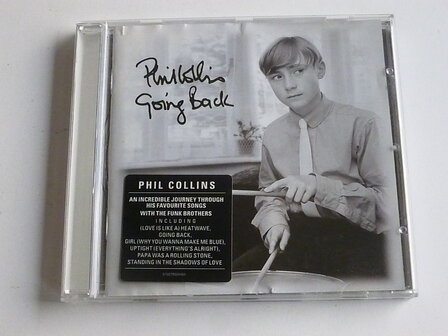 Phil Collins
Going Back
PHIL COLLINS
AN INCREDIBLE JOURNEY THROUGH
HIS FAVOURITE SONGS
WITH THE FUNK BROTHERS
INCLUDING
(LOVE IS LIKE A) HEATWAVE,
GOING BACK,
GIRL (WHY YOU WANNA MAKE ME BLUE),
UPTIGHT (EVERYTHING'S ALRIGHT),
PAPA WAS A ROLLING STONE,
STANDING IN THE SHADOWS OF LOVE